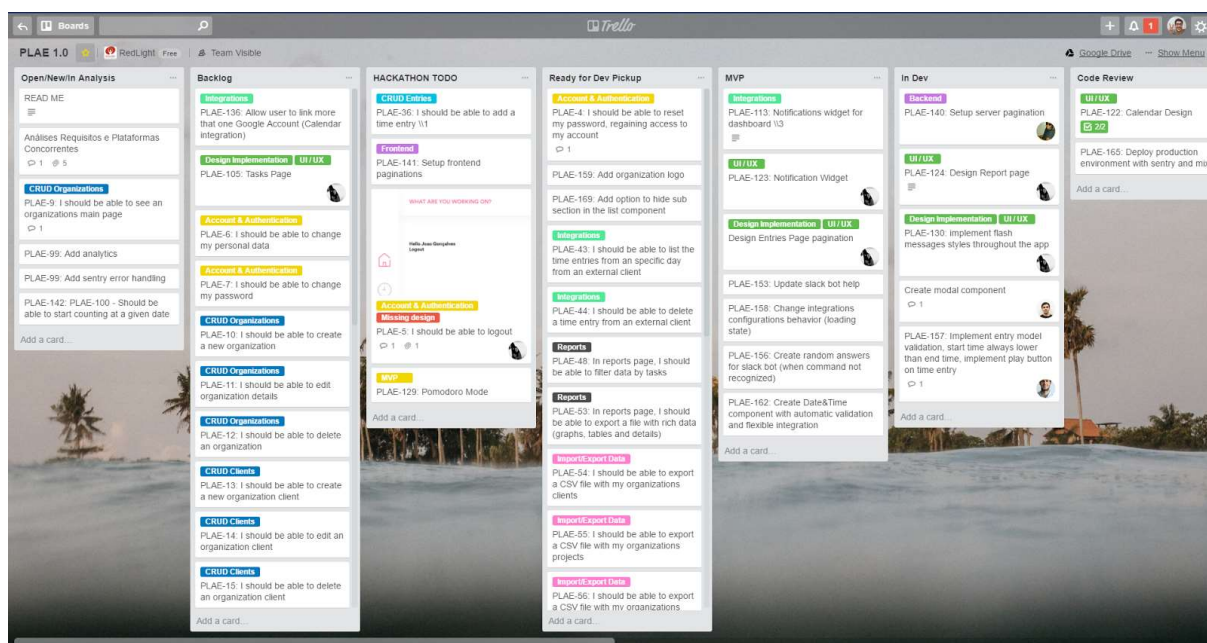 Boards
Trello
1
PLAE 1.0
RedLight Free
Team Visible
Google Drive
Show Menu
Open/New/In Analysis
READ ME
Análises Requisitos e Plataformas
Concorrentes
1 5
CRUD Organizations
PLAE-9: I should be able to see an
organizations main page
1
PLAE-99: Add analytics
PLAE-99: Add sentry error handling
PLAE-142: PLAE-100 - Should be
able to start counting at a given date
Add a card...
Backlog
Integrations
PLAE-136: Allow user to link more
that one Google Account (Calendar
integration)
Design Implementation UI / UX
PLAE-105: Tasks Page
Account & Authentication
PLAE-6: I should be able to change
my personal data
Account & Authentication
PLAE-7: I should be able to change
my password
CRUD Organizations
PLAE-10: I should be able to create
a new organization
CRUD Organizations
PLAE-11: I should be able to edit
organization details
CRUD Organizations
PLAE-12: I should be able to delete
an organization
CRUD Clients
PLAE-13: I should be able to create
a new organization client
CRUD Clients
PLAE-14: I should be able to edit an
organization client
CRUD Clients
PLAE-15: I should be able to delete
an organization client
Add a card...
HACKATHON TODO
CRUD Entries
PLAE-36: I should be able to add a
time entry \\1
Frontend
PLAE-141: Setup frontend
paginations
WHAT ARE YOU WORKING ON?
Hello Joao Gonçalves
Logout
Account & Authentication
Missing design
PLAE-5: I should be able to logout
1 1
MVP
PLAE-129: Pomodoro Mode
Add a card...
Ready for Dev Pickup
Account & Authentication
PLAE-4: I should be able to reset
my password, regaining access to
my account
1
PLAE-159: Add organization logo
PLAE-169: Add option to hide sub
section in the list component
Integrations
PLAE-43: I should be able to list the
time entries from an specific day
from an external client
Integrations
PLAE-44: I should be able to delete
a time entry from an external client
Reports
PLAE-48: In reports page, I should
be able to filter data by tasks
Reports
PLAE-53: In reports page, I should
be able to export a file with rich data
(graphs, tables and details)
Import/Export Data
PLAE-54: I should be able to export
a CSV file with my organizations
clients
Import/Export Data
PLAE-55: I should be able to export
a CSV file with my organizations
projects
Import/Export Data
PLAE-56: I should be able to export
a CSV file with my organizations
Add a card...
MVP
Integrations
PLAE-113: Notifications widget for
dashboard \\3
UI / UX
PLAE-123: Notification Widget
Design Implementation UI / UX
Design Entries Page pagination
PLAE-153: Update slack bot help
PLAE-158: Change integrations
configurations behavior (loading
state)
PLAE-156: Create random answers
for slack bot (when command not
recognized)
PLAE-162: Create Date&Time
component with automatic validation
and flexible integration
Add a card...
In Dev
Backend
PLAE-140: Setup server pagination
UI / UX
PLAE-124: Design Report page
Design Implementation UI / UX
PLAE-130: implement flash
messages styles throughout the app
Create modal component
1
PLAE-157: Implement entry model
validation, start time always lower
than end time, implement play button
on time entry
1
Add a card...
Code Review
UI / UX
PLAE-122: Calendar Design
2/2
PLAE-165: Deploy production
environment with sentry and mix
Add a card...